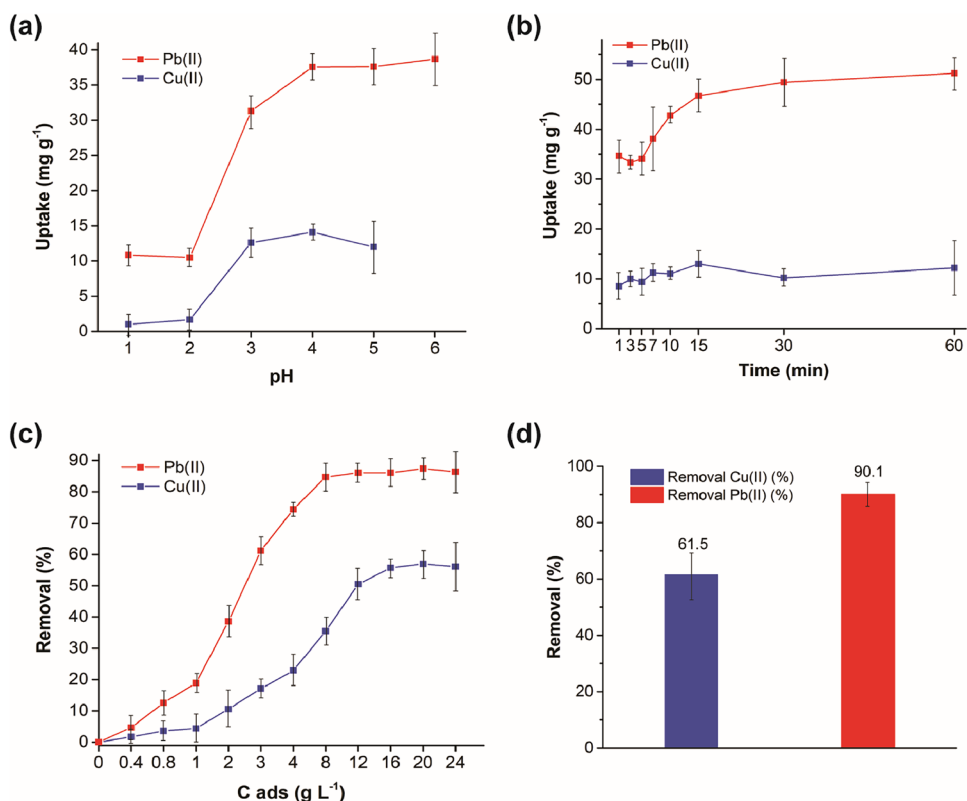 (a)
Pb(II)
Cu(II)
Uptake (mg g-1)
40
35
30
25
20
15
10
5
0
1 2 3 4 5 6
pH
(b)
Pb(II)
Cu(II)
Uptake (mg g-1)
50
40
30
20
10
0
1 3 5 7 10 15 30 60
Time (min)
(c)
Pb(II)
Cu(II)
Removal (%)
90
80
70
60
50
40
30
20
10
0
0 0.4 0.8 1 2 3 4 8 12 16 20 24
C ads (g L-1)
(d)
Removal Cu(II) (%)
Removal Pb(II) (%)
Removal (%)
100
80
60
40
20
0
61.5
90.1